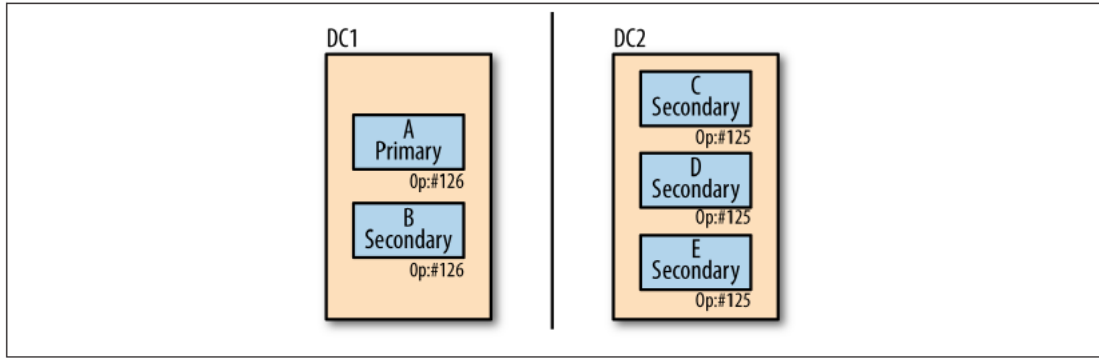 DC1
A
Primary
Op:#126
B
Secondary
Op:#126
DC2
C
Secondary
Op:#125
D
Secondary
Op:#125
E
Secondary
Op:#125